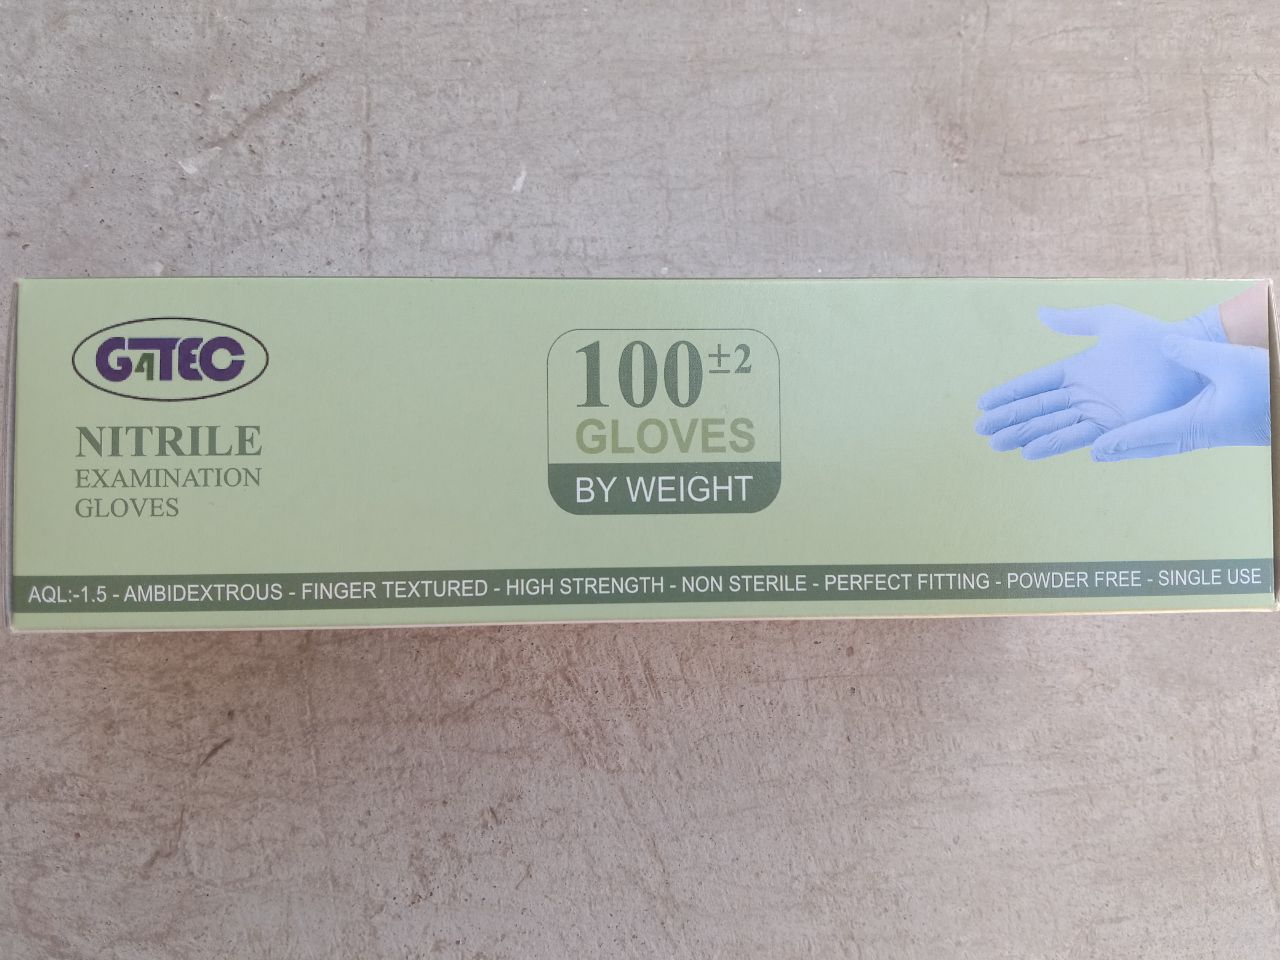 G4TEC
NITRILE
EXAMINATION
GLOVES
100±2
GLOVES
BY WEIGHT
AQL:-1.5 - AMBIDEXTROUS - FINGER TEXTURED - HIGH STRENGTH - NON STERILE - PERFECT FITTING - POWDER FREE - SINGLE USE